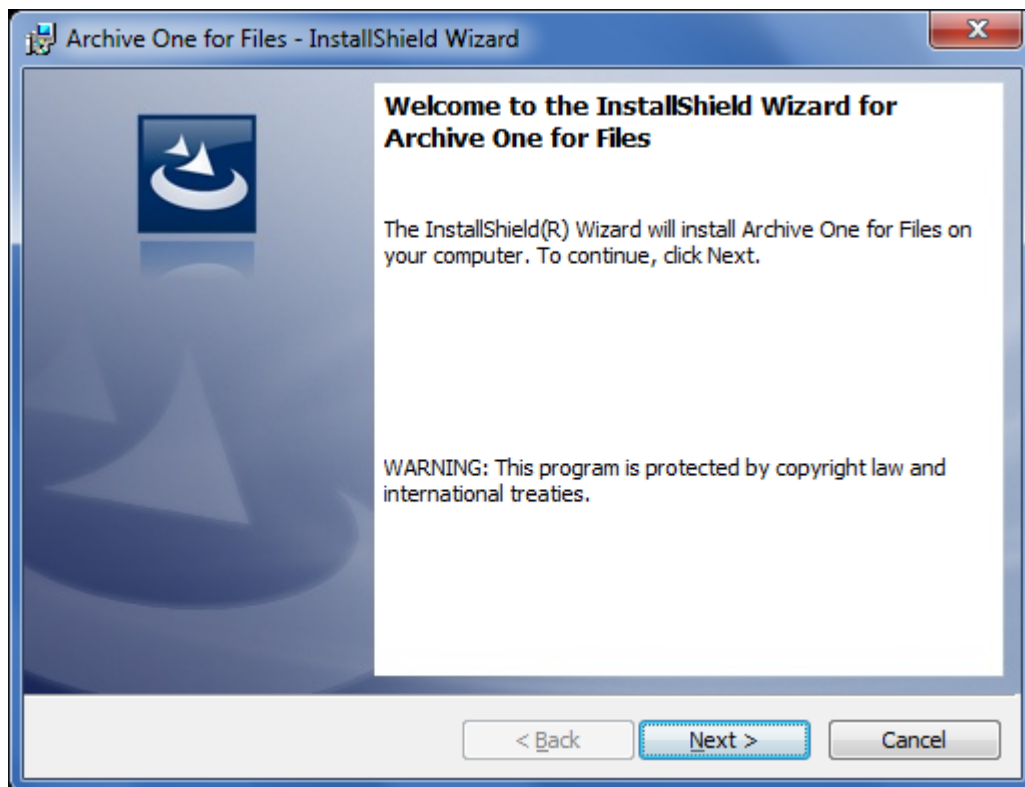 Archive One for Files - InstallShield Wizard
Welcome to the InstallShield Wizard for
Archive One for Files
The InstallShield(R) Wizard will install Archive One for Files on
your computer. To continue, click Next.
WARNING: This program is protected by copyright law and
international treaties.
< Back Next > Cancel